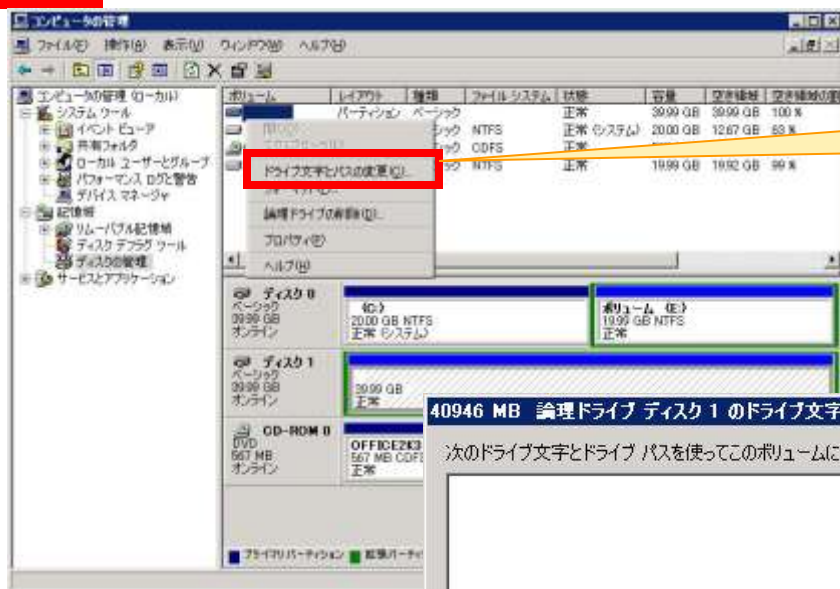 コンピュータの管理
ファイル(F) 操作(A) 表示(V) ウィンドウ(W) ヘルプ(H)
コンピュータの管理 (ローカル)
システム ツール
イベント ビューア
共有フォルダ
ローカル ユーザーとグループ
パフォーマンス ログと警告
デバイス マネージャ
記憶域
リムーバブル記憶域
ディスク デフラグ ツール
ディスクの管理
サービスとアプリケーション
ボリューム レイアウト 種類 ファイル システム 状態 容量 空き領域
パーティション ベーシック 正常 39.99 GB 39.99 GB 100 %
NTFS 正常 (システム) 20.00 GB 12.67 GB 63 %
CDFS 正常
NTFS 正常 19.99 GB 19.92 GB 99 %
ドライブ文字とパスの変更(C)...
論理ドライブの削除(D)...
プロパティ(P)
ヘルプ(H)
ディスク 0
ベーシック
39.99 GB
オンライン
(C:)
20.00 GB NTFS
正常 (システム)
ボリューム (E:)
19.99 GB NTFS
正常
ディスク 1
ベーシック
39.99 GB
オンライン
39.99 GB
正常
CD-ROM 0
DVD
567 MB
オンライン
OFFICE2K3
567 MB CDFS
正常
プライマリ パーティション
40946 MB 論理ドライブ ディスク 1 のドライブ文字
次のドライブ文字とドライブ パスを使ってこのボリュームに